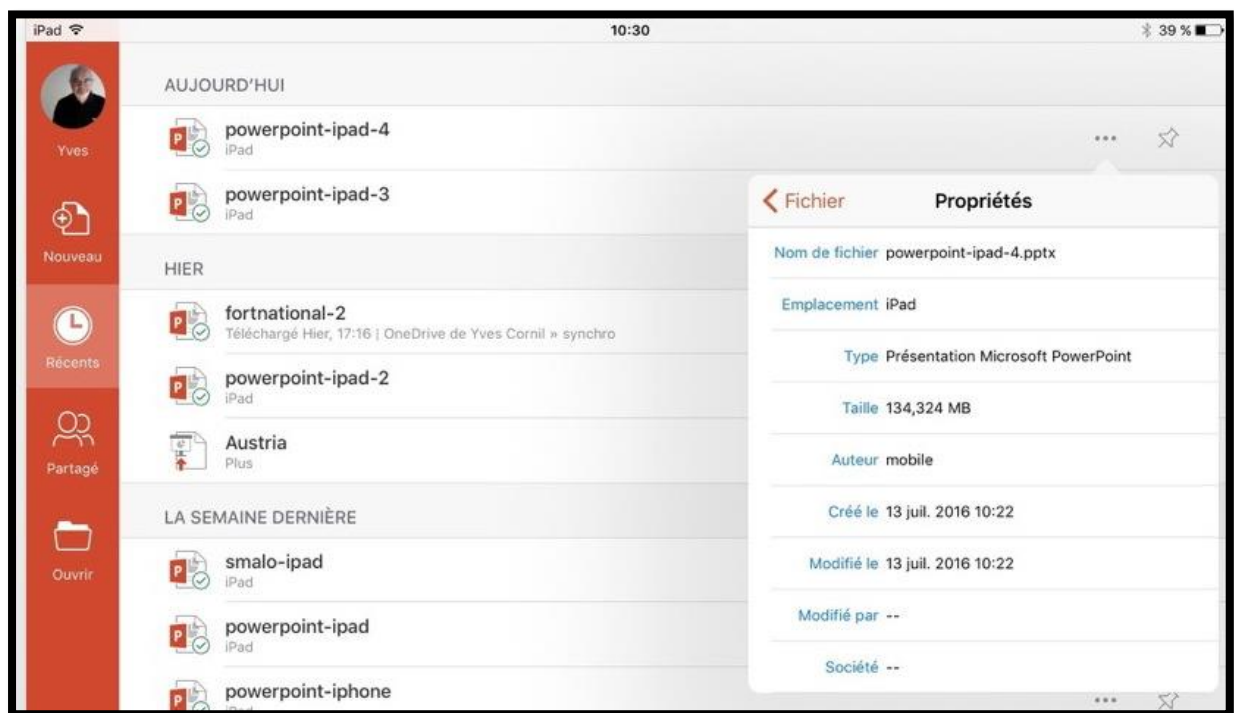 iPad 10:30 39 %
Yves
Nouveau
Récents
Partagé
Ouvrir
AUJOURD'HUI
powerpoint-ipad-4
iPad
powerpoint-ipad-3
iPad
HIER
fortnational-2
Téléchargé Hier, 17:16 | OneDrive de Yves Cornil » synchro
powerpoint-ipad-2
iPad
Austria
Plus
LA SEMAINE DERNIÈRE
smalo-ipad
iPad
powerpoint-ipad
iPad
powerpoint-iphone
Fichier Propriétés
Nom de fichier powerpoint-ipad-4.pptx
Emplacement iPad
Type Présentation Microsoft PowerPoint
Taille 134,324 MB
Auteur mobile
Créé le 13 juil. 2016 10:22
Modifié le 13 juil. 2016 10:22
Modifié par --
Société --